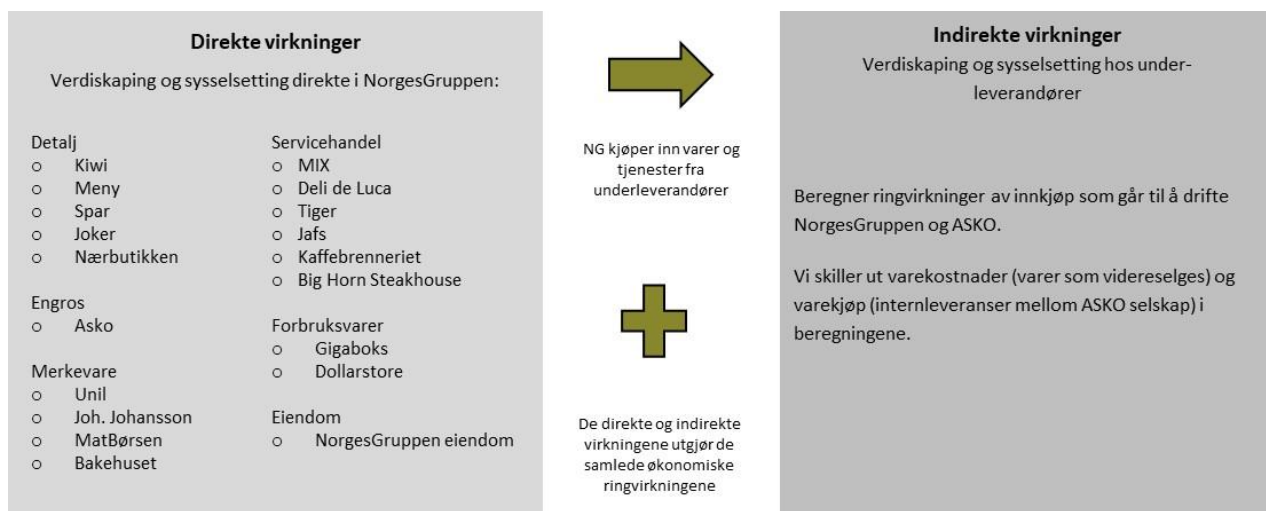 Direkte virkninger
Verdiskaping og sysselsetting direkte i NorgesGruppen:
Detalj
o Kiwi
o Meny
o Spar
o Joker
o Nærbutikken
Engros
o Asko
Merkevare
o Unil
o Joh. Johansson
o MatBørsen
o Bakehuset
Servicehandel
o MIX
o Deli de Luca
o Tiger
o Jafs
o Kaffebrenneriet
o Big Horn Steakhouse
Forbruksvarer
o Gigaboks
o Dollarstore
Eiendom
o NorgesGruppen eiendom
NG kjøper inn varer og
tjenester fra
underleverandører
De direkte og indirekte
virkningene utgjør de
samlede økonomiske
ringvirkningene
Indirekte virkninger
Verdiskaping og sysselsetting hos under-
leverandører
Beregner ringvirkninger av innkjøp som går til å drifte
NorgesGruppen og ASKO.
Vi skiller ut varekostnader (varer som videreselges) og
varekjøp (internleveranser mellom ASKO selskap) i
beregningene.